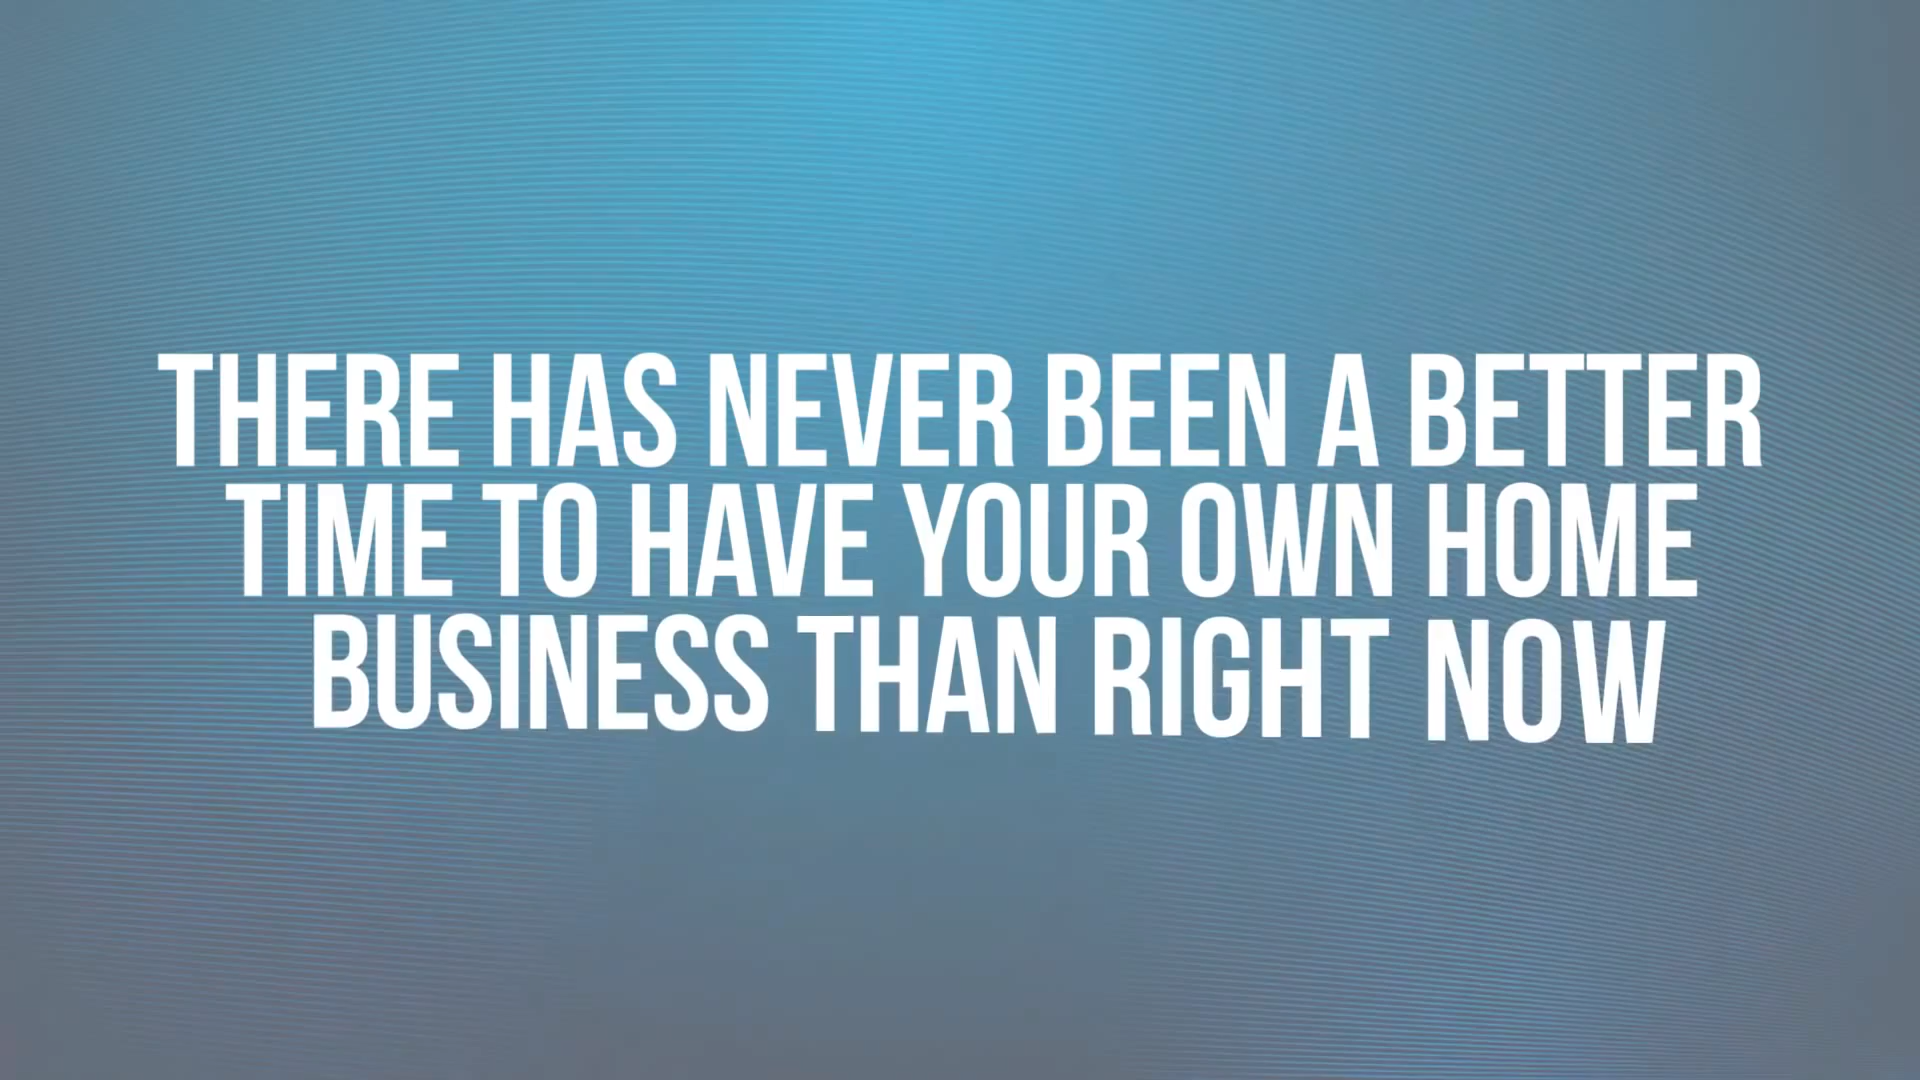 THERE HAS NEVER BEEN A BETTER
TIME TO HAVE YOUR OWN HOME
BUSINESS THAN RIGHT NOW